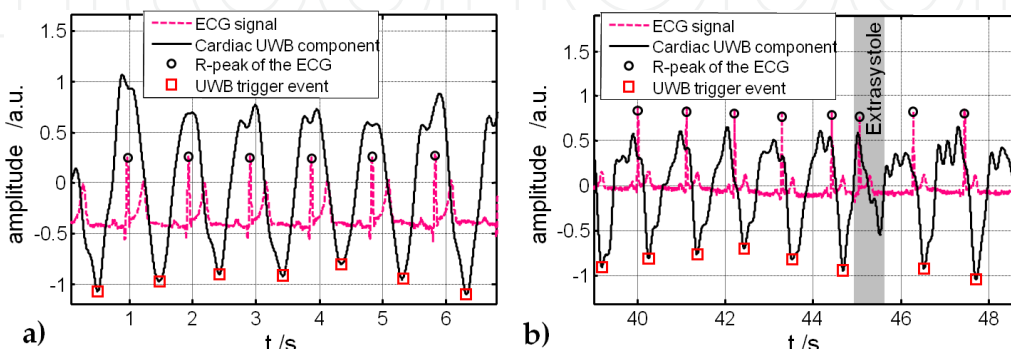 ECG signal
Cardiac UWB component
R-peak of the ECG
UWB trigger event
amplitude /a.u.
1.5
1
0.5
0
-0.5
-1
0 1 2 3 4 5 6
t /s
a)
ECG signal
Cardiac UWB component
R-peak of the ECG
UWB trigger event
Extrasystole
amplitude /a.u.
1.5
1
0.5
0
-0.5
-1
40 42 44 46 48
t /s
b)